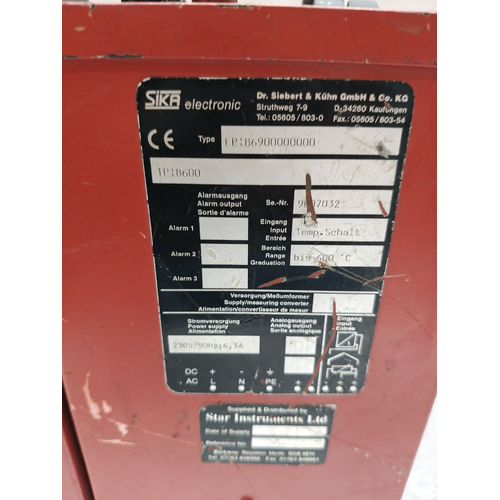 SIKA electronic
Dr. Siebert & Kühn GmbH & Co. KG
Struthweg 7-9 D-34260 Kaufungen
Tel.: 05605/803-0 Fax.: 05605/803-54
CE Type EP186900000000
TP18600
Alarmausgang
Alarm output
Sortie d'alarme
Se.-Nr.
Alarm 1
Eingang
Input
Entrée
Temp.Schalt
Alarm 2
Bereich
Range
Graduation
bis 600 °C
Alarm 3
Versorgung/Meßumformer
Supply/measuring converter
Alimentation/convertisseur de mesur
Stromversorgung
Power supply
Alimentation
Analogausgang
Analog output
Sortie analogique
Eingang
Input
Entrée
230V/50Hz;6,3A
DC + -
AC L N PE + - + +
Supplied & Distributed by
Star Instruments Ltd
Date of Supply
Reference No